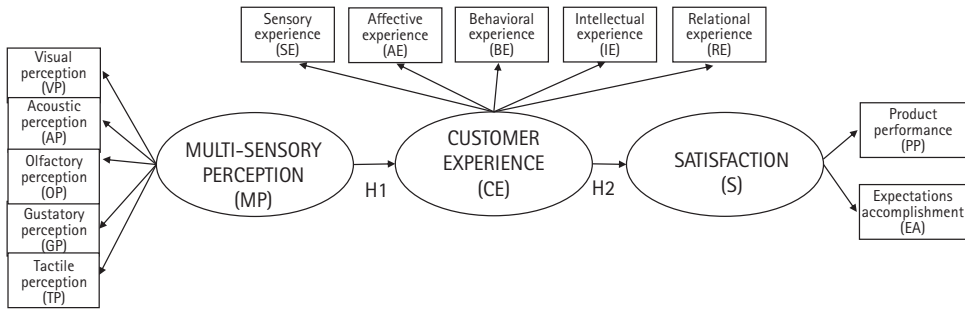 Sensory
experience
(SE)
Affective
experience
(AE)
Behavioral
experience
(BE)
Intellectual
experience
(IE)
Relational
experience
(RE)
Visual
perception
(VP)
Acoustic
perception
(AP)
Olfactory
perception
(OP)
Gustatory
perception
(GP)
Tactile
perception
(TP)
MULTI-SENSORY
PERCEPTION
(MP)
H1
CUSTOMER
EXPERIENCE
(CE)
H2
SATISFACTION
(S)
Product
performance
(PP)
Expectations
accomplishment
(EA)